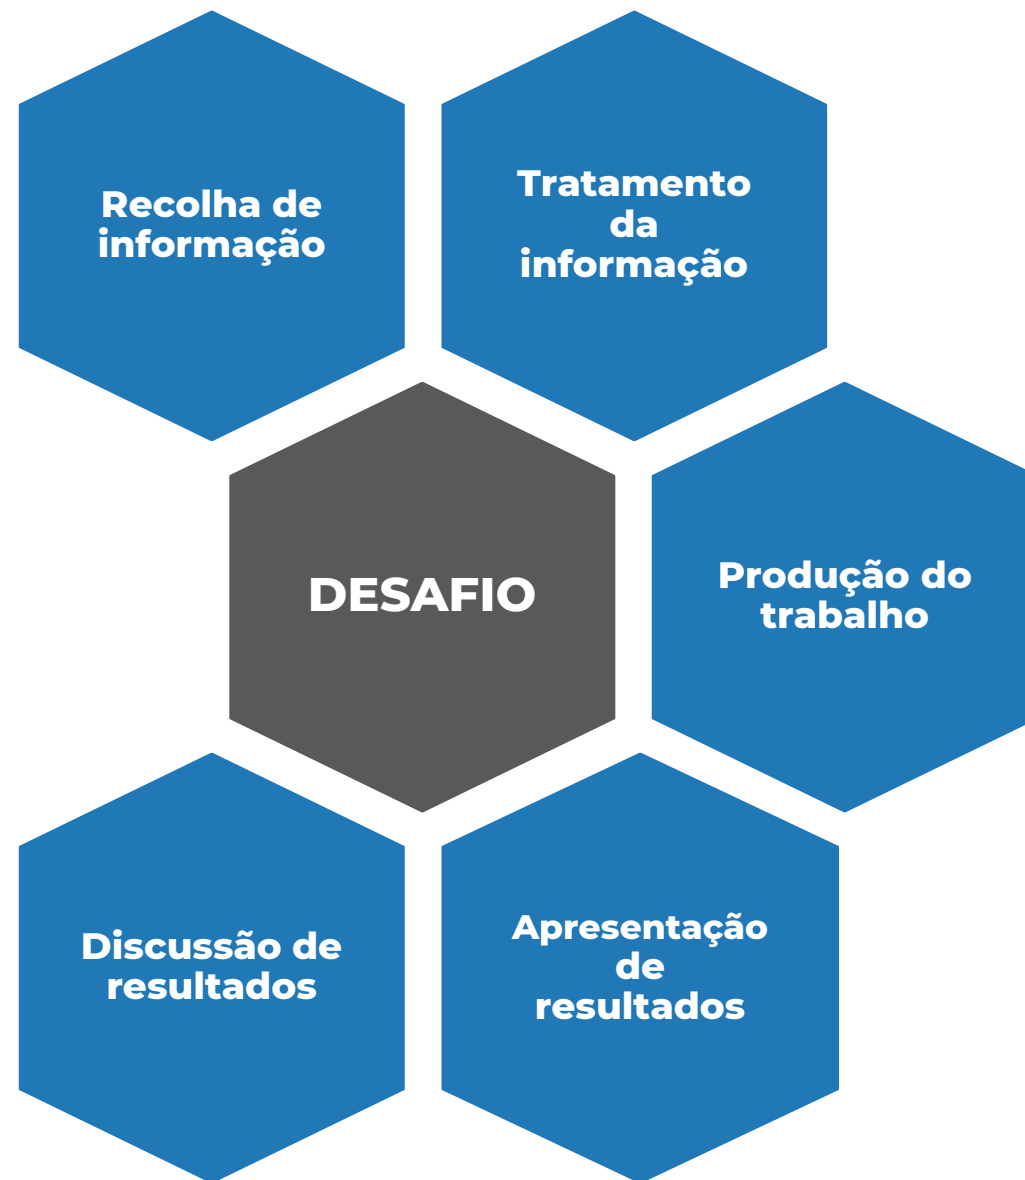 Recolha de
informação
Tratamento
da
informação
DESAFIO
Produção do
trabalho
Discussão de
resultados
Apresentação
de
resultados